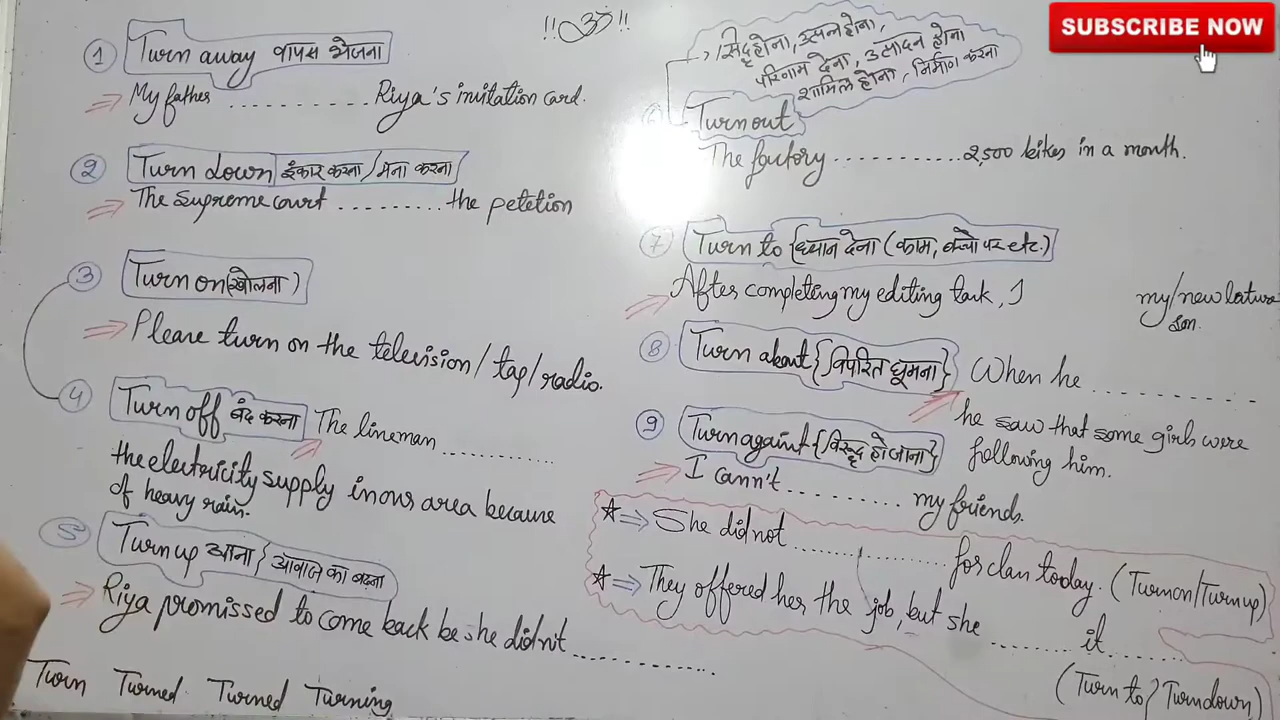 !! ॐ !!
SUBSCRIBE NOW
① Turn away वापस भेजना
My father ............ Riya's invitation card.
② Turn down इंकार करना / मना करना
The Supreme court ......... the petetion
③ Turn on (खोलना)
Please turn on the television / tap / radio.
④ Turn off बंद करना The lineman ............
the electricity supply in our area because
of heavy rain.
5 Turn up आना } आवाज का बढ़ना
Riya promissed to come back be she didn't ............
Turn Turned Turned Turning
सिद्ध होना, उत्पन्न होना,
परिणाम देना, उत्पादन होना
शामिल होना, निर्माण करना
Turn out
The factory ............ 2,500 bikes in a month.
⑦ Turn to {ध्यान देना (काम, बच्चो पर etc.)
After completing my editing task, I my/new lecture
son.
⑧ Turn about {विपरित घूमना} When he ............
he saw that some girls were
following him.
⑨ Turn againt {विरूद्ध हो जाना}
I cann't ........ my friends.
☆ ⇒ She did not ............ for class today. (Turn on/Turn up)
☆ ⇒ They offered her the job, but she ........ it ......
(Turn to / Turn down)